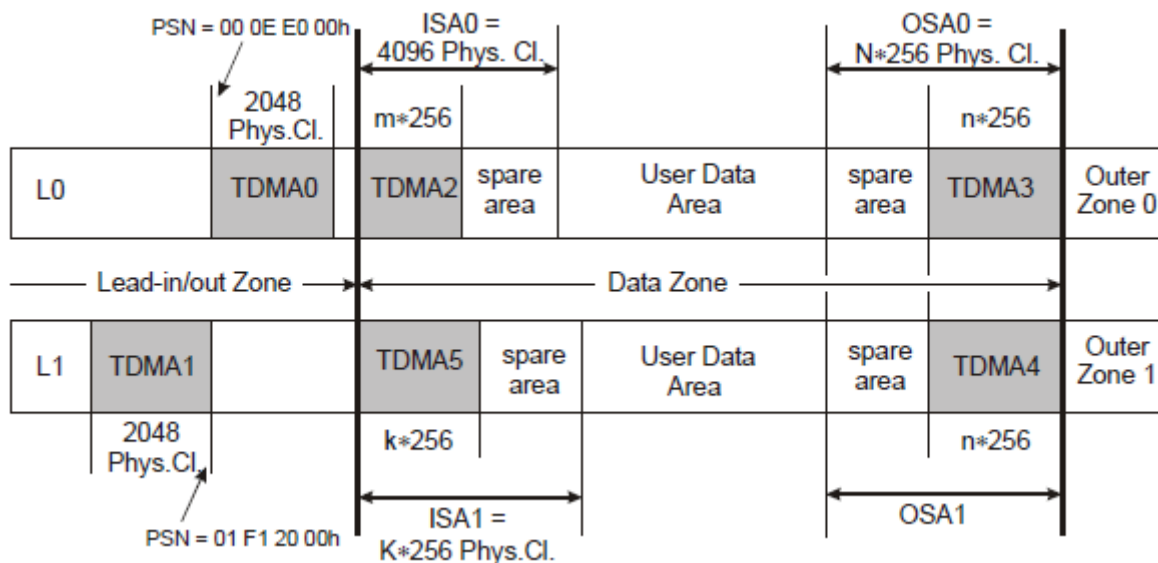 PSN = 00 0E E0 00h
ISA0 =
4096 Phys. Cl.
OSA0 =
N*256 Phys. Cl.
2048
Phys.Cl.
m*256
n*256
L0
TDMA0
TDMA2
spare
area
User Data
Area
spare
area
TDMA3
Outer
Zone 0
Lead-in/out Zone
Data Zone
L1
TDMA1
TDMA5
spare
area
User Data
Area
spare
area
TDMA4
Outer
Zone 1
2048
Phys.Cl.
k*256
n*256
PSN = 01 F1 20 00h
ISA1 =
K*256 Phys.Cl.
OSA1